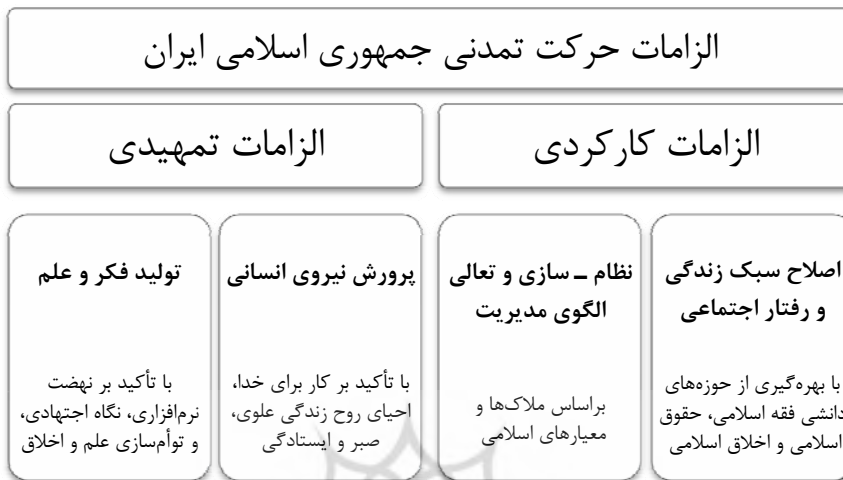 الزامات حرکت تمدنی جمهوری اسلامی ایران
الزامات کارکردی
الزامات تمهیدی
اصلاح سبک زندگی
و رفتار اجتماعی
با بهره‌گیری از حوزه‌های
دانشی فقه اسلامی، حقوق
اسلامی و اخلاق اسلامی
نظام ــ سازی و تعالی
الگوی مدیریت
براساس ملاک‌ها و
معیارهای اسلامی
پرورش نیروی انسانی
با تأکید بر کار برای خدا،
احیای روح زندگی علوی،
صبر و ایستادگی
تولید فکر و علم
با تأکید بر نهضت
نرم‌افزاری، نگاه اجتهادی،
و توأم‌سازی علم و اخلاق